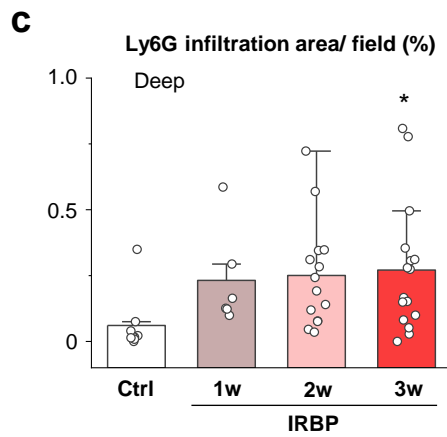 c
Ly6G infiltration area/ field (%)
1.0
Deep
*
0.5
0
Ctrl 1w 2w 3w
IRBP